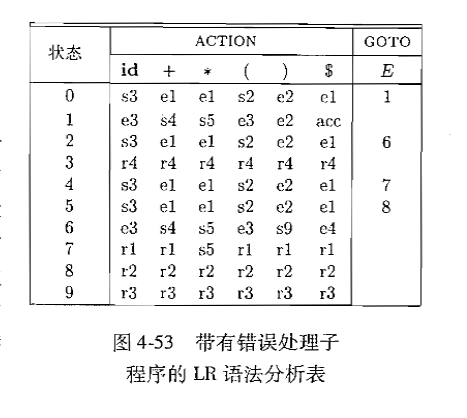 状态 ACTION GOTO
id + * ( ) $ E
0 s3 e1 e1 s2 e2 e1 1
1 e3 s4 s5 e3 e2 acc
2 s3 e1 e1 s2 e2 e1 6
3 r4 r4 r4 r4 r4 r4
4 s3 e1 e1 s2 e2 e1 7
5 s3 e1 e1 s2 e2 e1 8
6 e3 s4 s5 e3 s9 e4
7 r1 r1 s5 r1 r1 r1
8 r2 r2 r2 r2 r2 r2
9 r3 r3 r3 r3 r3 r3
图 4-53 带有错误处理子
程序的 LR 语法分析表